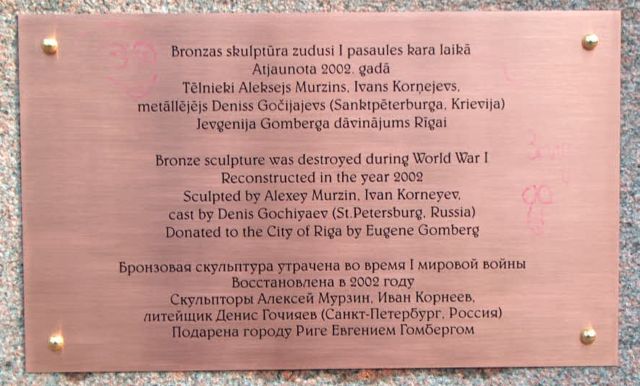 Bronzas skulptūra zudusi I pasaules kara laikā
Atjaunota 2002. gadā
Tēlnieki Aleksejs Murzins, Ivans Korņejevs,
metāllējējs Deniss Gočijajevs (Sanktpēterburga, Krievija)
Jevgenija Gomberga dāvinājums Rīgai
Bronze sculpture was destroyed during World War I
Reconstructed in the year 2002
Sculpted by Alexey Murzin, Ivan Korneyev,
cast by Denis Gochiyaev (St.Petersburg, Russia)
Donated to the City of Riga by Eugene Gomberg
Бронзовая скульптура утрачена во время I мировой войны
Восстановлена в 2002 году
Скульпторы Алексей Мурзин, Иван Корнеев,
литейщик Денис Гочияев (Санкт-Петербург, Россия)
Подарена городу Риге Евгением Гомбергом